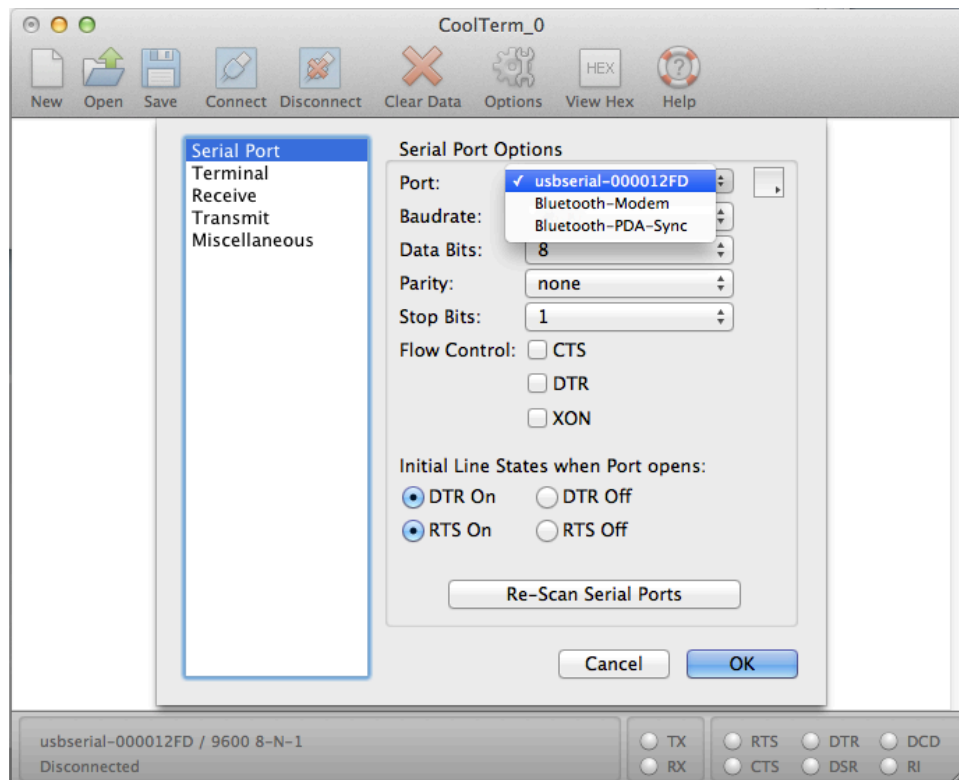 CoolTerm_0
New Open Save Connect Disconnect Clear Data Options View Hex Help
HEX
Serial Port
Terminal
Receive
Transmit
Miscellaneous
Serial Port Options
Port: ✓ usbserial-000012FD
Bluetooth-Modem
Bluetooth-PDA-Sync
Baudrate:
Data Bits: 8
Parity: none
Stop Bits: 1
Flow Control: CTS
DTR
XON
Initial Line States when Port opens:
DTR On DTR Off
RTS On RTS Off
Re-Scan Serial Ports
Cancel OK
usbserial-000012FD / 9600 8-N-1
Disconnected
TX RTS DTR DCD
RX CTS DSR RI